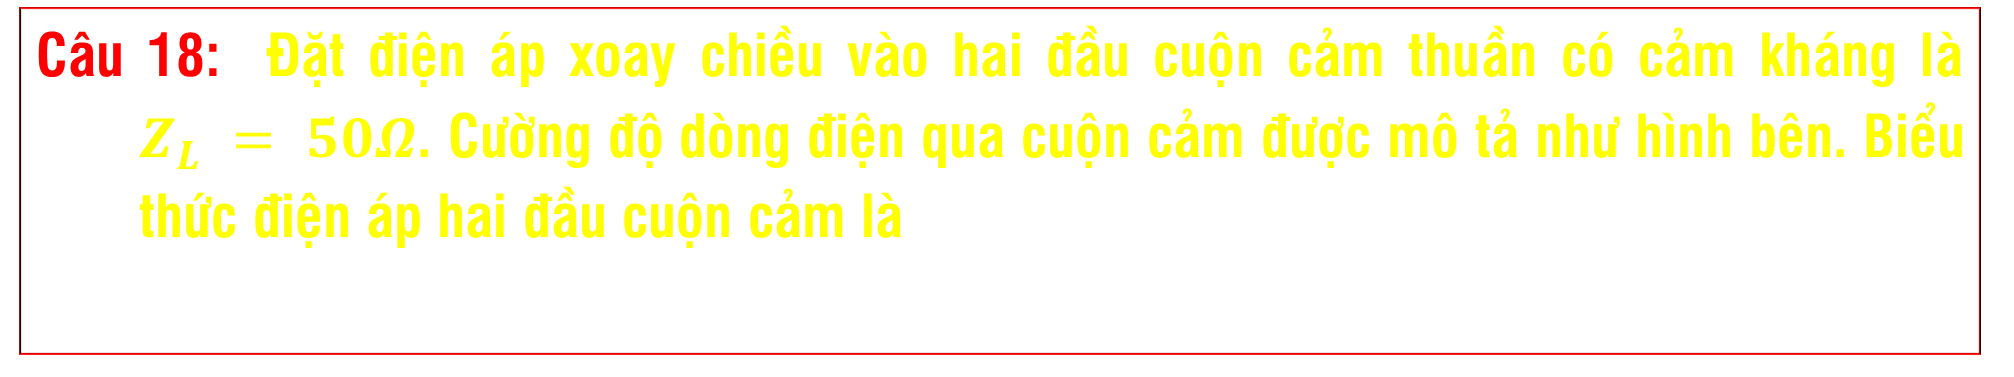 Câu 18: Đặt điện áp xoay chiều vào hai đầu cuộn cảm thuần có cảm kháng là
Z_L = 50Ω. Cường độ dòng điện qua cuộn cảm được mô tả như hình bên. Biểu
thức điện áp hai đầu cuộn cảm là